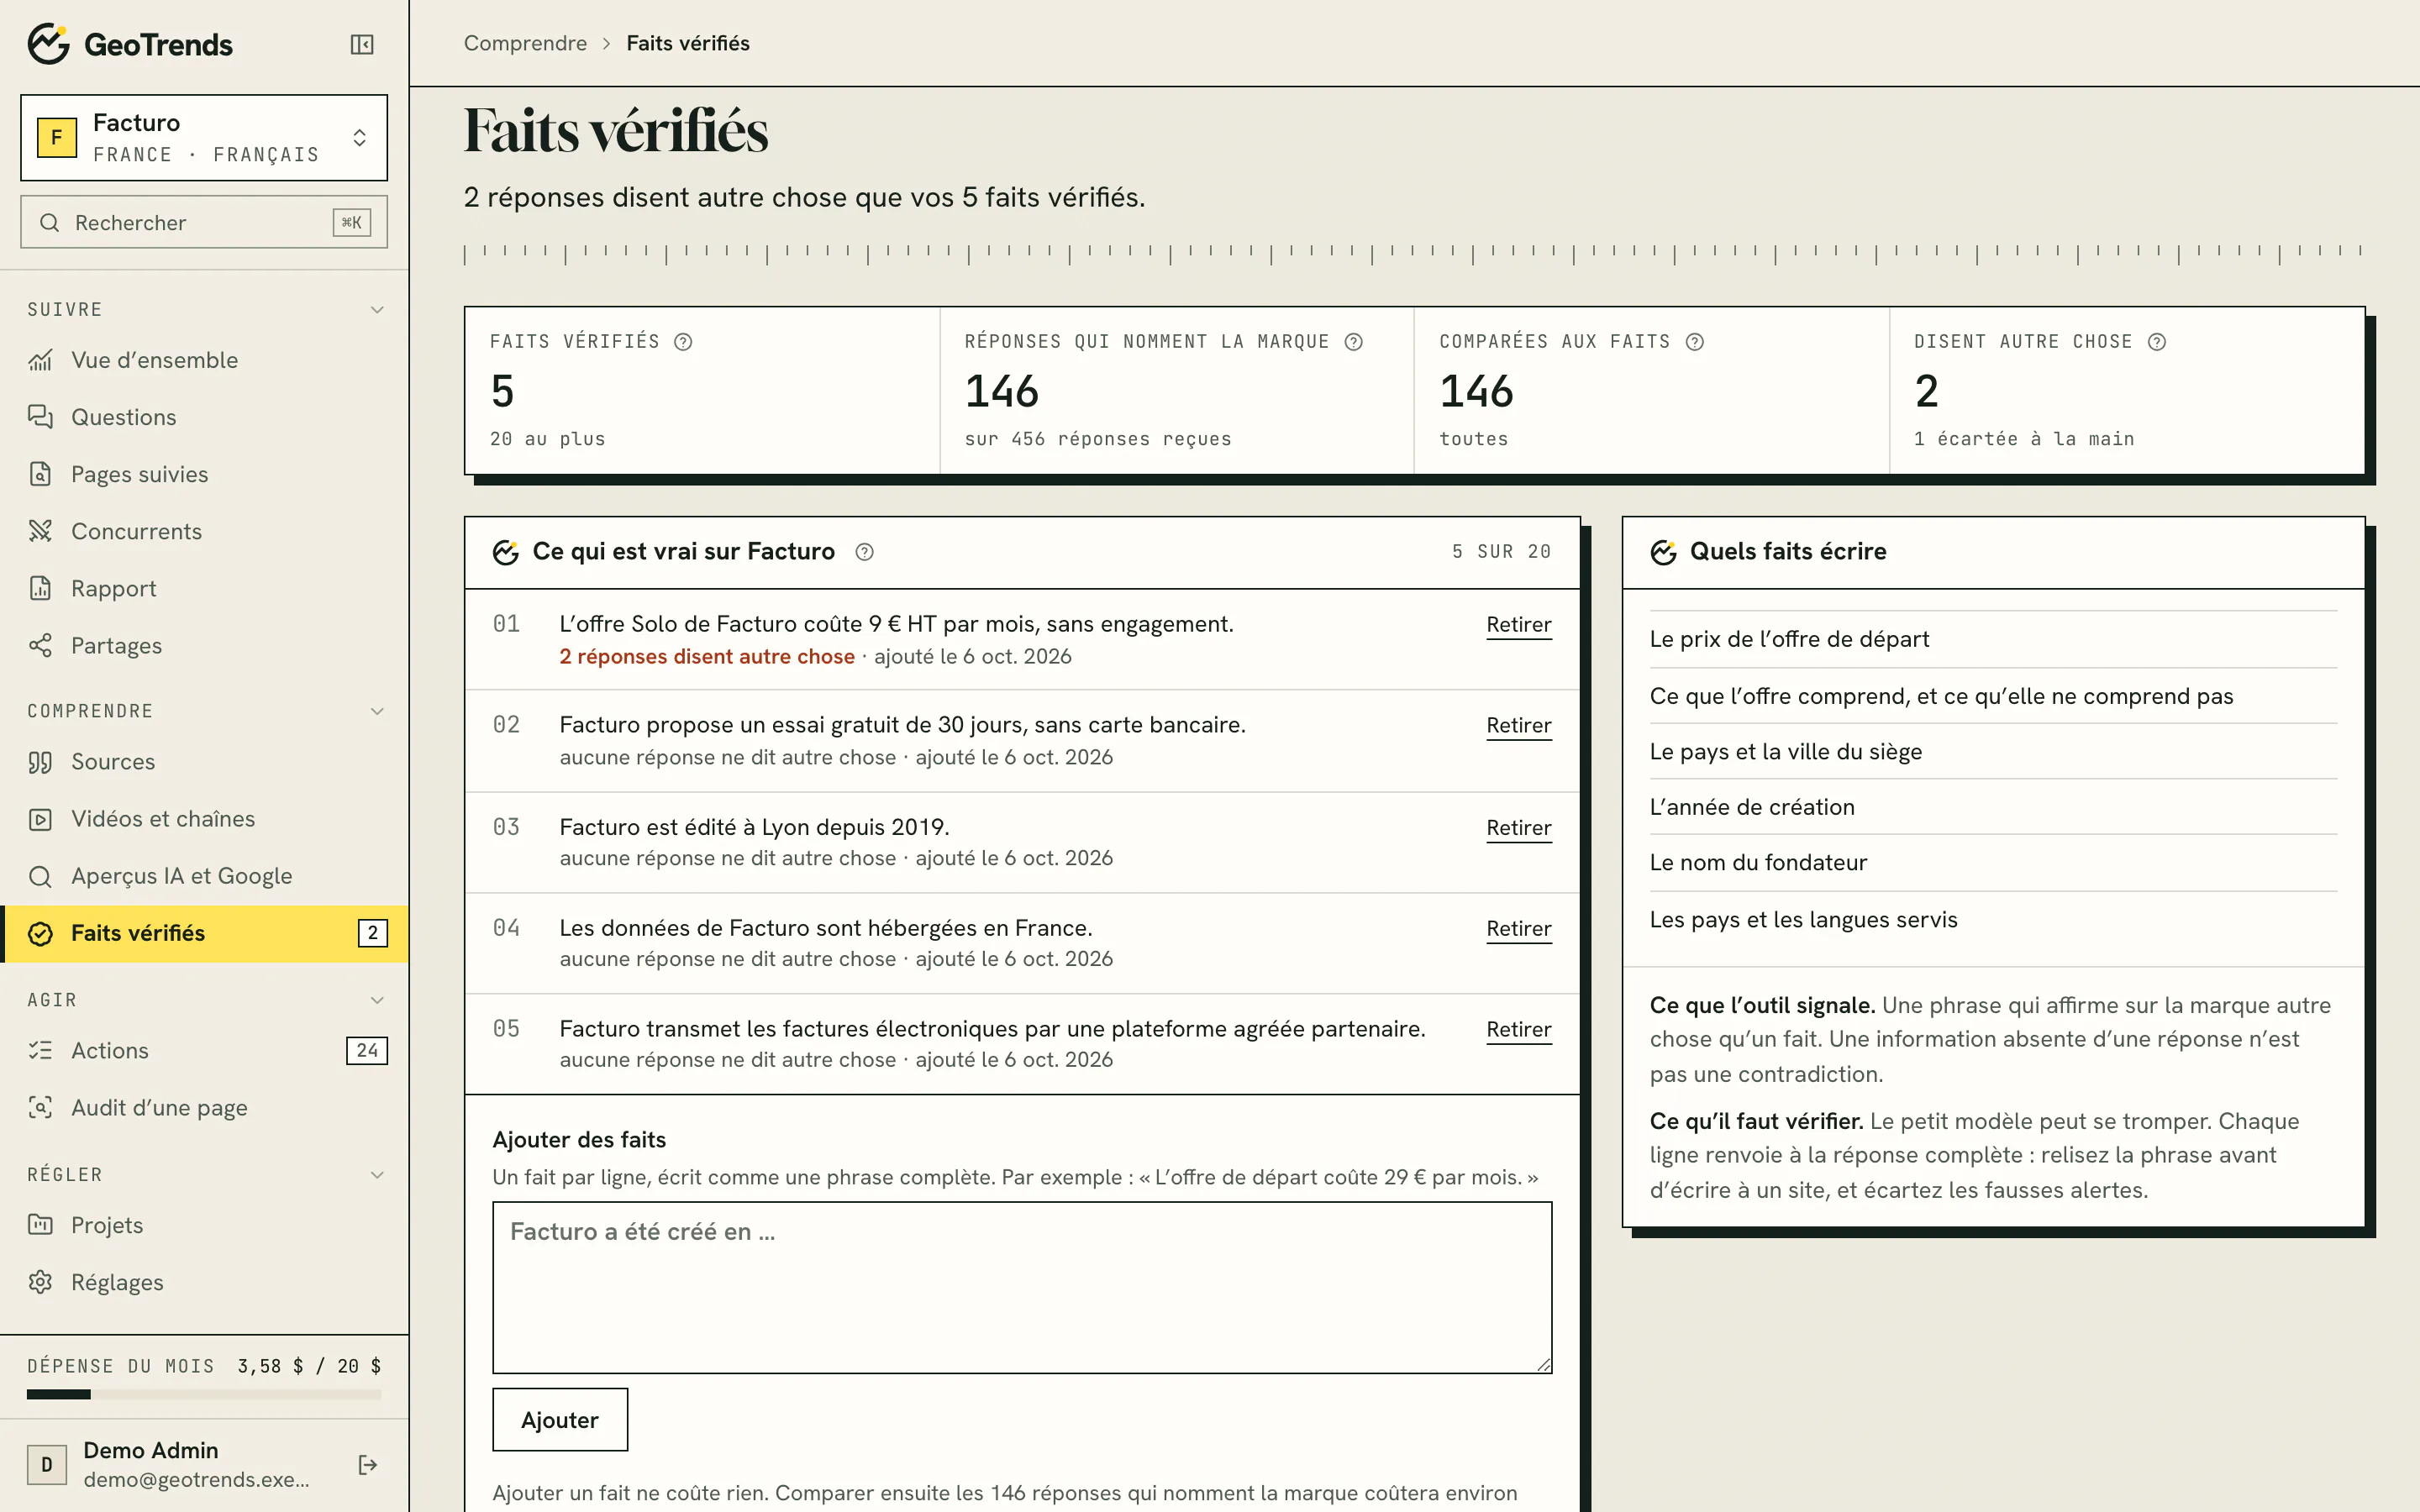 GeoTrends
F
Facturo
FRANCE · FRANÇAIS
Rechercher
⌘K
SUIVRE
Vue d’ensemble
Questions
Pages suivies
Concurrents
Rapport
Partages
COMPRENDRE
Sources
Vidéos et chaînes
Aperçus IA et Google
Faits vérifiés
2
AGIR
Actions
24
Audit d’une page
RÉGLER
Projets
Réglages
DÉPENSE DU MOIS 3,58 $ / 20 $
D
Demo Admin
demo@geotrends.exe...
Comprendre > Faits vérifiés
Faits vérifiés
2 réponses disent autre chose que vos 5 faits vérifiés.
FAITS VÉRIFIÉS ?
5
20 au plus
RÉPONSES QUI NOMMENT LA MARQUE ?
146
sur 456 réponses reçues
COMPARÉES AUX FAITS ?
146
toutes
DISENT AUTRE CHOSE ?
2
1 écartée à la main
Ce qui est vrai sur Facturo ?
5 SUR 20
01 L’offre Solo de Facturo coûte 9 € HT par mois, sans engagement. Retirer
2 réponses disent autre chose · ajouté le 6 oct. 2026
02 Facturo propose un essai gratuit de 30 jours, sans carte bancaire. Retirer
aucune réponse ne dit autre chose · ajouté le 6 oct. 2026
03 Facturo est édité à Lyon depuis 2019. Retirer
aucune réponse ne dit autre chose · ajouté le 6 oct. 2026
04 Les données de Facturo sont hébergées en France. Retirer
aucune réponse ne dit autre chose · ajouté le 6 oct. 2026
05 Facturo transmet les factures électroniques par une plateforme agréée partenaire. Retirer
aucune réponse ne dit autre chose · ajouté le 6 oct. 2026
Ajouter des faits
Un fait par ligne, écrit comme une phrase complète. Par exemple : « L’offre de départ coûte 29 € par mois. »
Facturo a été créé en ...
Ajouter
Ajouter un fait ne coûte rien. Comparer ensuite les 146 réponses qui nomment la marque coûtera environ
Quels faits écrire
Le prix de l’offre de départ
Ce que l’offre comprend, et ce qu’elle ne comprend pas
Le pays et la ville du siège
L’année de création
Le nom du fondateur
Les pays et les langues servis
Ce que l’outil signale. Une phrase qui affirme sur la marque autre
chose qu’un fait. Une information absente d’une réponse n’est
pas une contradiction.
Ce qu’il faut vérifier. Le petit modèle peut se tromper. Chaque
ligne renvoie à la réponse complète : relisez la phrase avant
d’écrire à un site, et écartez les fausses alertes.